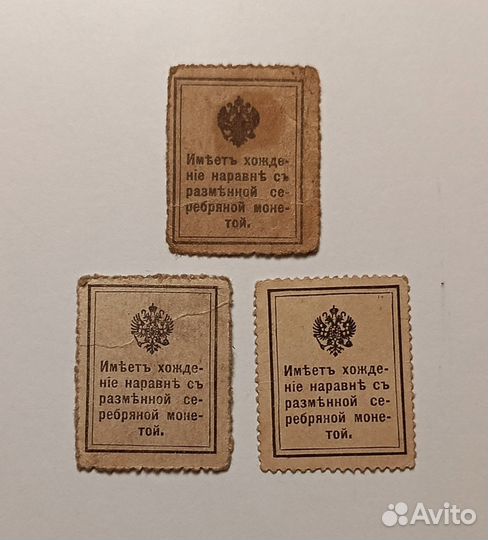 Имѣетъ хожде-
ніе наравнѣ съ
размѣнной се-
ребряной моне-
той.
Имѣетъ хожде-
ніе наравнѣ съ
размѣнной се-
ребряной моне-
той.
Имѣетъ хожде-
ніе наравнѣ съ
размѣнной се-
ребряной моне-
той.
Avito